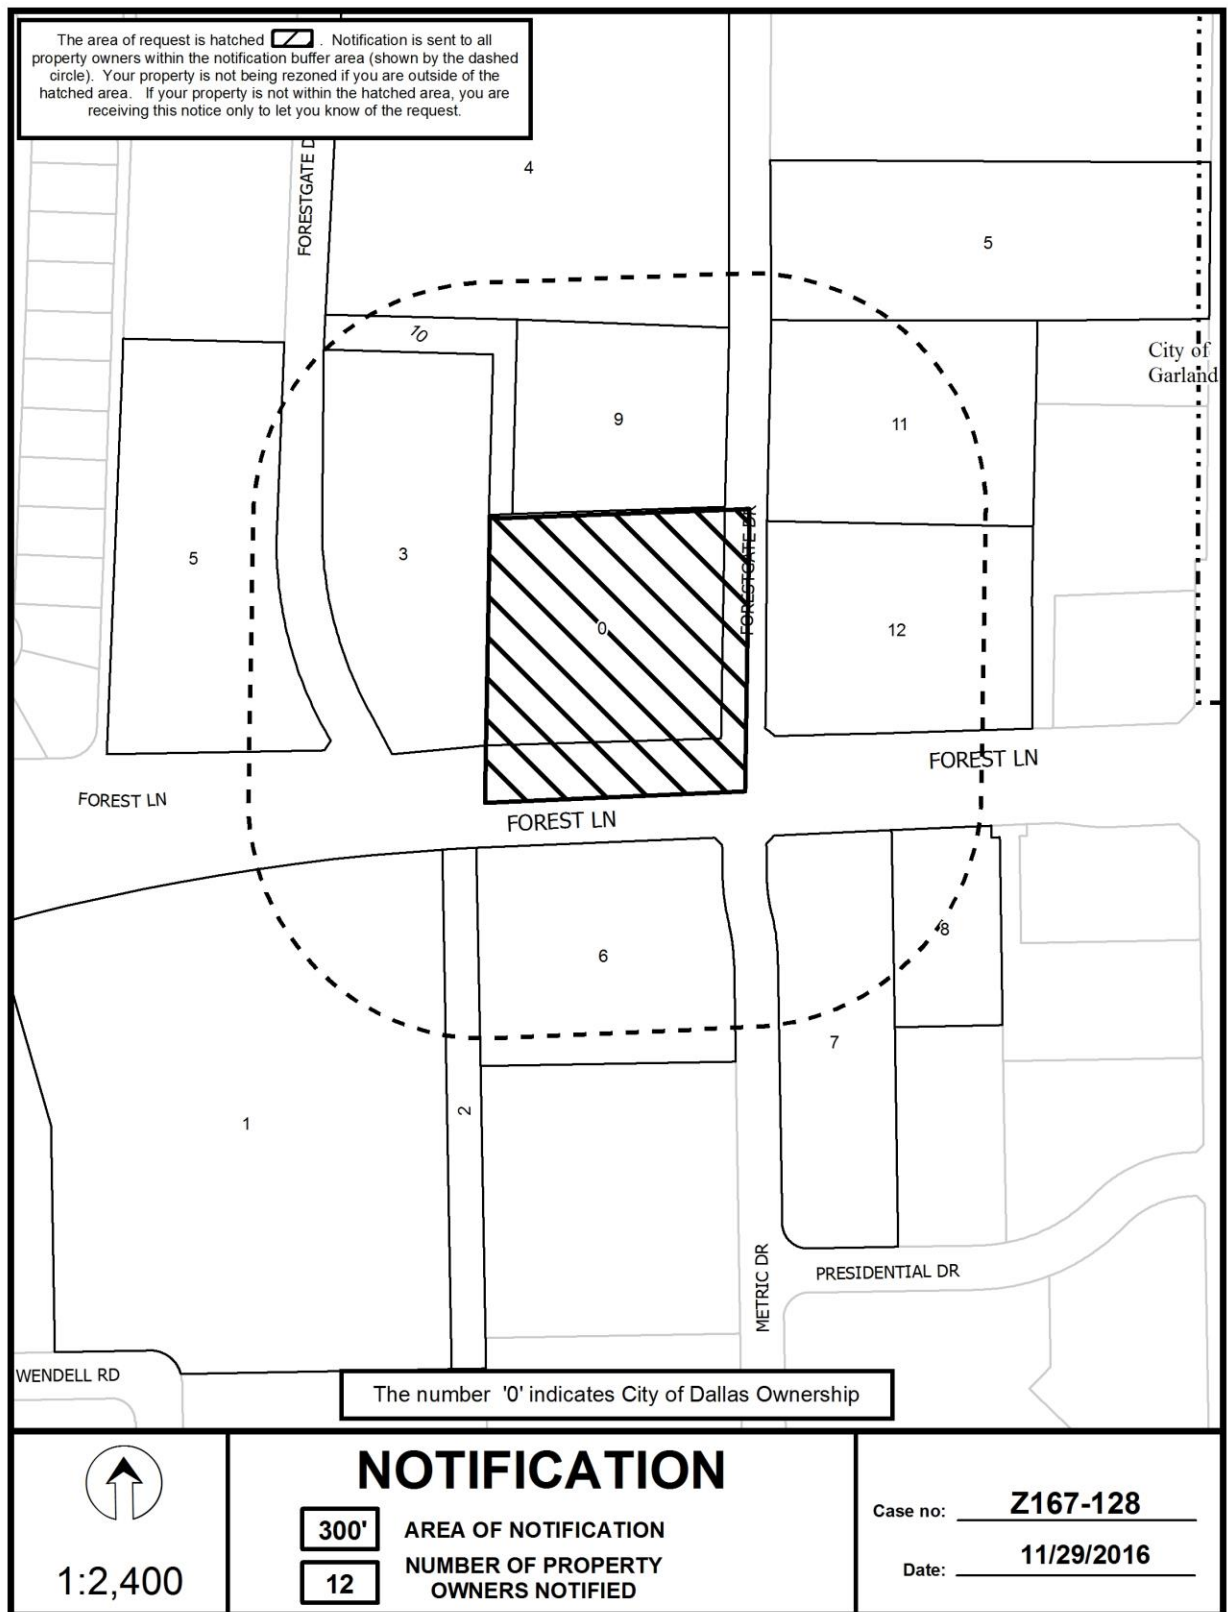 The area of request is hatched . Notification is sent to all
property owners within the notification buffer area (shown by the dashed
circle). Your property is not being rezoned if you are outside of the
hatched area. If your property is not within the hatched area, you are
receiving this notice only to let you know of the request.
FORESTGATE D
4
5
10
City of
Garland
9
11
5
3
FORESTGATE DR
0
12
FOREST LN
FOREST LN
FOREST LN
8
6
7
2
1
METRIC DR
PRESIDENTIAL DR
WENDELL RD
The number '0' indicates City of Dallas Ownership
1:2,400
NOTIFICATION
300' AREA OF NOTIFICATION
12 NUMBER OF PROPERTY
OWNERS NOTIFIED
Case no: Z167-128
Date: 11/29/2016